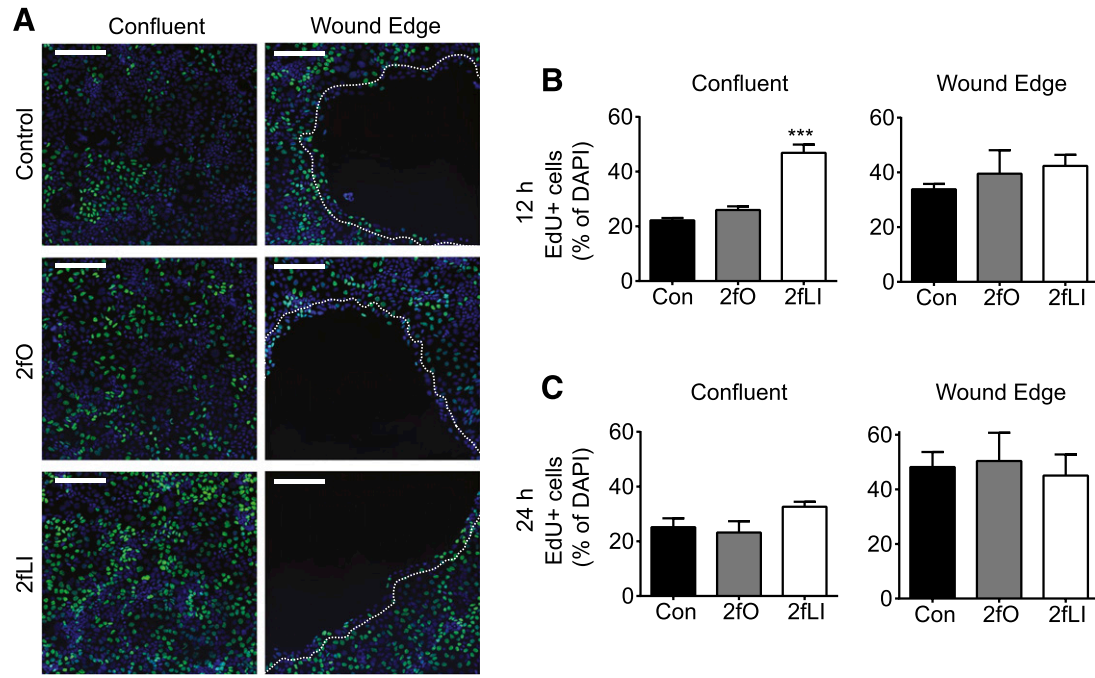 A
Confluent
Wound Edge
Control
2fO
2fLI
B
Confluent
Wound Edge
12 h
EdU+ cells
(% of DAPI)
60
40
20
0
***
Con 2fO 2fLI
60
40
20
0
Con 2fO 2fLI
C
Confluent
Wound Edge
24 h
EdU+ cells
(% of DAPI)
60
40
20
0
Con 2fO 2fLI
60
40
20
0
Con 2fO 2fLI